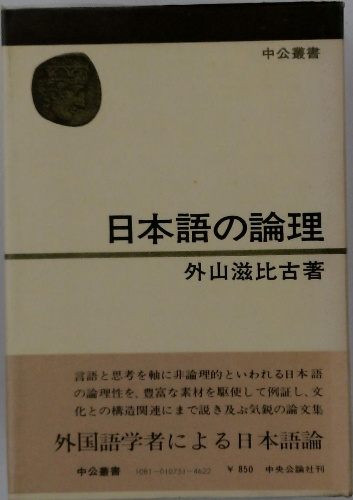 中公叢書
日本語の論理
外山滋比古著
言語と思考を軸に非論理的といわれる日本語
の論理性を、豊富な素材を駆使して例証し、文
化との構造関連にまで説き及ぶ気鋭の論文集
外国語学者による日本語論
中公叢書 1081-010731-4622 ¥ 850 中央公論社刊